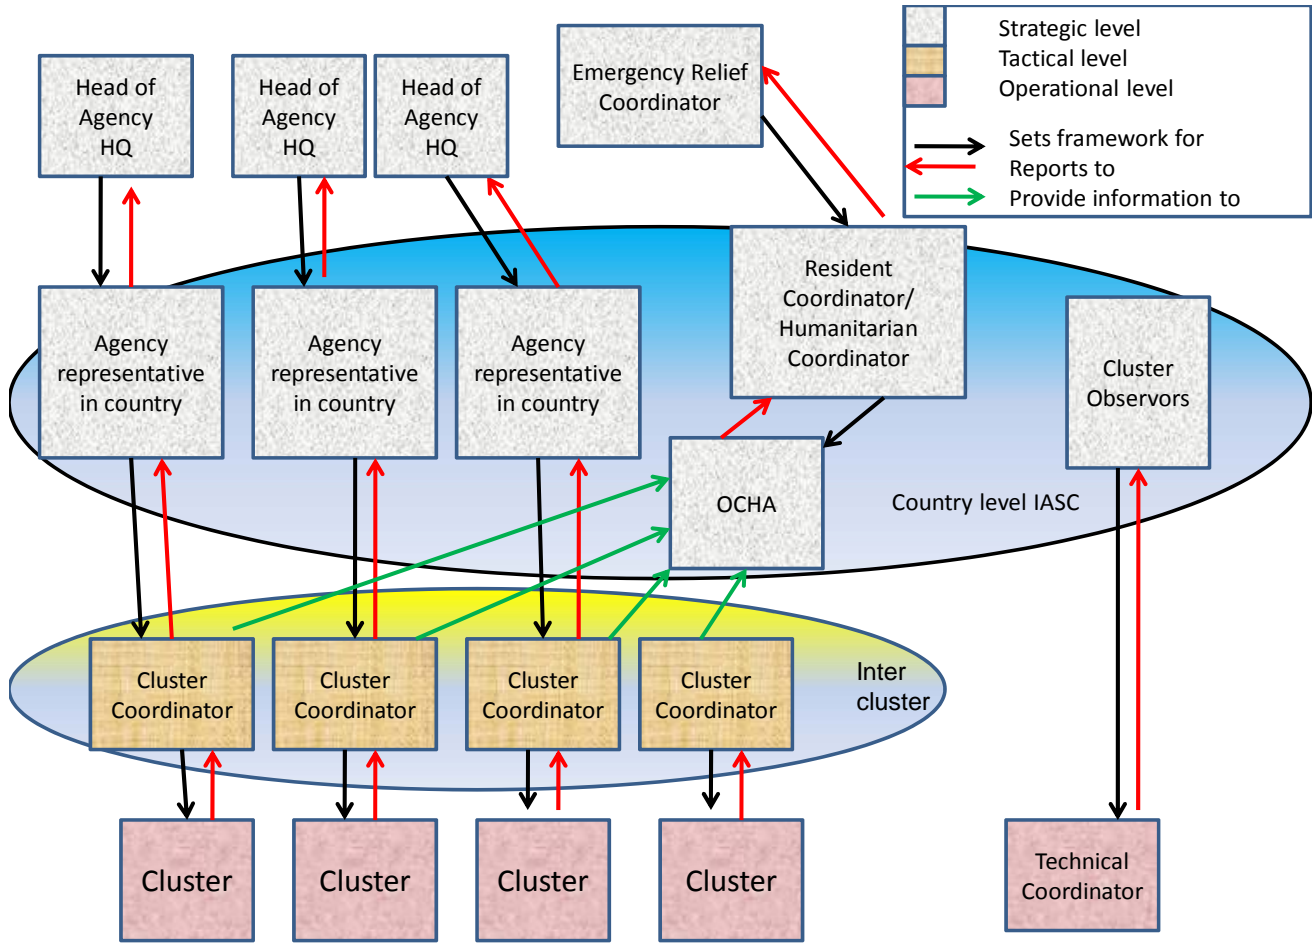 Head of
Agency
HQ
Head of
Agency
HQ
Head of
Agency
HQ
Emergency Relief
Coordinator
Strategic level
Tactical level
Operational level
Sets framework for
Reports to
Provide information to
Agency
representative
in country
Agency
representative
in country
Agency
representative
in country
Resident
Coordinator/
Humanitarian
Coordinator
Cluster
Observors
OCHA
Country level IASC
Cluster
Coordinator
Cluster
Coordinator
Cluster
Coordinator
Cluster
Coordinator
Inter
cluster
Cluster
Cluster
Cluster
Cluster
Technical
Coordinator